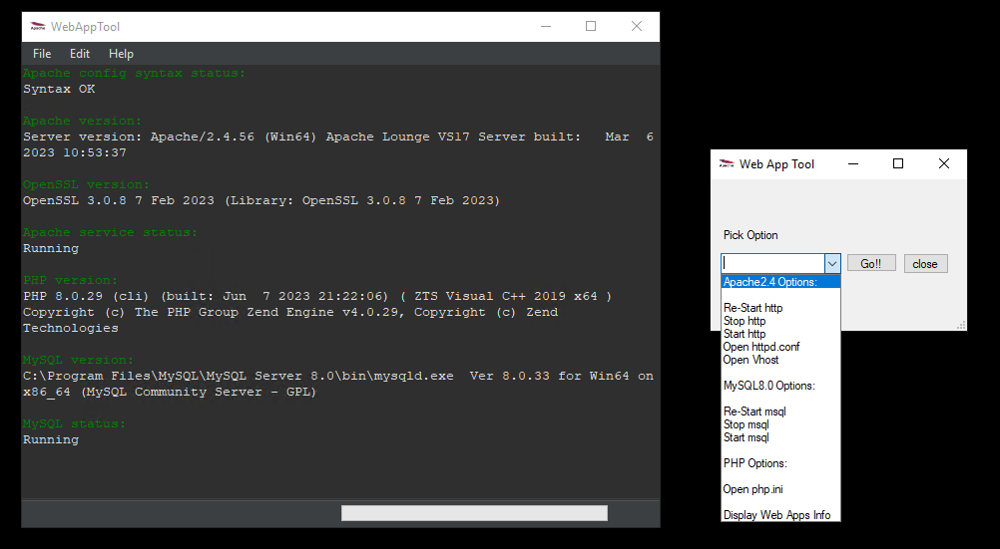 WebAppTool
File Edit Help
Apache config syntax status:
Syntax OK
Apache version:
Server version: Apache/2.4.56 (Win64) Apache Lounge VS17 Server built:   Mar  6
2023 10:53:37
OpenSSL version:
OpenSSL 3.0.8 7 Feb 2023 (Library: OpenSSL 3.0.8 7 Feb 2023)
Apache service status:
Running
PHP version:
PHP 8.0.29 (cli) (built: Jun  7 2023 21:22:06) ( ZTS Visual C++ 2019 x64 )
Copyright (c) The PHP Group Zend Engine v4.0.29, Copyright (c) Zend
Technologies
MySQL version:
C:\Program Files\MySQL\MySQL Server 8.0\bin\mysqld.exe  Ver 8.0.33 for Win64 on
x86_64 (MySQL Community Server - GPL)
MySQL status:
Running
Web App Tool
Pick Option
Go!! close
Apache2.4 Options:
Re-Start http
Stop http
Start http
Open httpd.conf
Open Vhost
MySQL8.0 Options:
Re-Start msql
Stop msql
Start msql
PHP Options:
Open php.ini
Display Web Apps Info